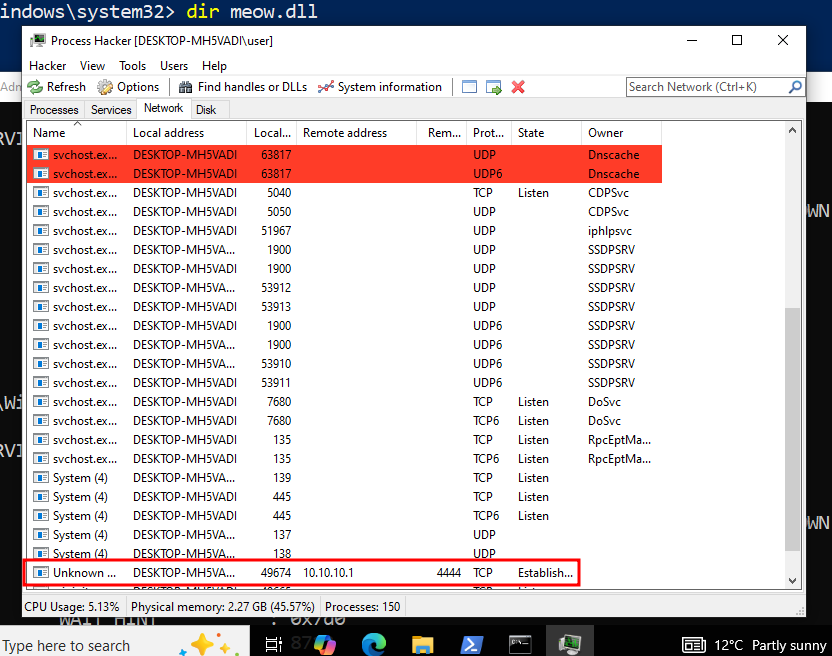 indows\system32> dir meow.dll
Process Hacker [DESKTOP-MH5VADI\user]
Hacker View Tools Users Help
Refresh Options Find handles or DLLs System information Search Network (Ctrl+K)
Processes Services Network Disk
Name Local address Local... Remote address Rem... Prot... State Owner
svchost.ex... DESKTOP-MH5VADI 63817 UDP Dnscache
svchost.ex... DESKTOP-MH5VADI 63817 UDP6 Dnscache
svchost.ex... DESKTOP-MH5VADI 5040 TCP Listen CDPSvc
svchost.ex... DESKTOP-MH5VADI 5050 UDP CDPSvc
svchost.ex... DESKTOP-MH5VADI 51967 UDP iphlpsvc
svchost.ex... DESKTOP-MH5VA... 1900 UDP SSDPSRV
svchost.ex... DESKTOP-MH5VADI 1900 UDP SSDPSRV
svchost.ex... DESKTOP-MH5VA... 53912 UDP SSDPSRV
svchost.ex... DESKTOP-MH5VADI 53913 UDP SSDPSRV
svchost.ex... DESKTOP-MH5VADI 1900 UDP6 SSDPSRV
svchost.ex... DESKTOP-MH5VA... 1900 UDP6 SSDPSRV
svchost.ex... DESKTOP-MH5VA... 53910 UDP6 SSDPSRV
svchost.ex... DESKTOP-MH5VADI 53911 UDP6 SSDPSRV
svchost.ex... DESKTOP-MH5VADI 7680 TCP Listen DoSvc
svchost.ex... DESKTOP-MH5VADI 7680 TCP6 Listen DoSvc
svchost.ex... DESKTOP-MH5VADI 135 TCP Listen RpcEptMa...
svchost.ex... DESKTOP-MH5VADI 135 TCP6 Listen RpcEptMa...
System (4) DESKTOP-MH5VA... 139 TCP Listen
System (4) DESKTOP-MH5VADI 445 TCP Listen
System (4) DESKTOP-MH5VADI 445 TCP6 Listen
System (4) DESKTOP-MH5VA... 137 UDP
System (4) DESKTOP-MH5VA... 138 UDP
Unknown ... DESKTOP-MH5VA... 49674 10.10.10.1 4444 TCP Establish...
CPU Usage: 5.13% Physical memory: 2.27 GB (45.57%) Processes: 150
WAIT_HINT : 0x7d0
Type here to search 12°C Partly sunny